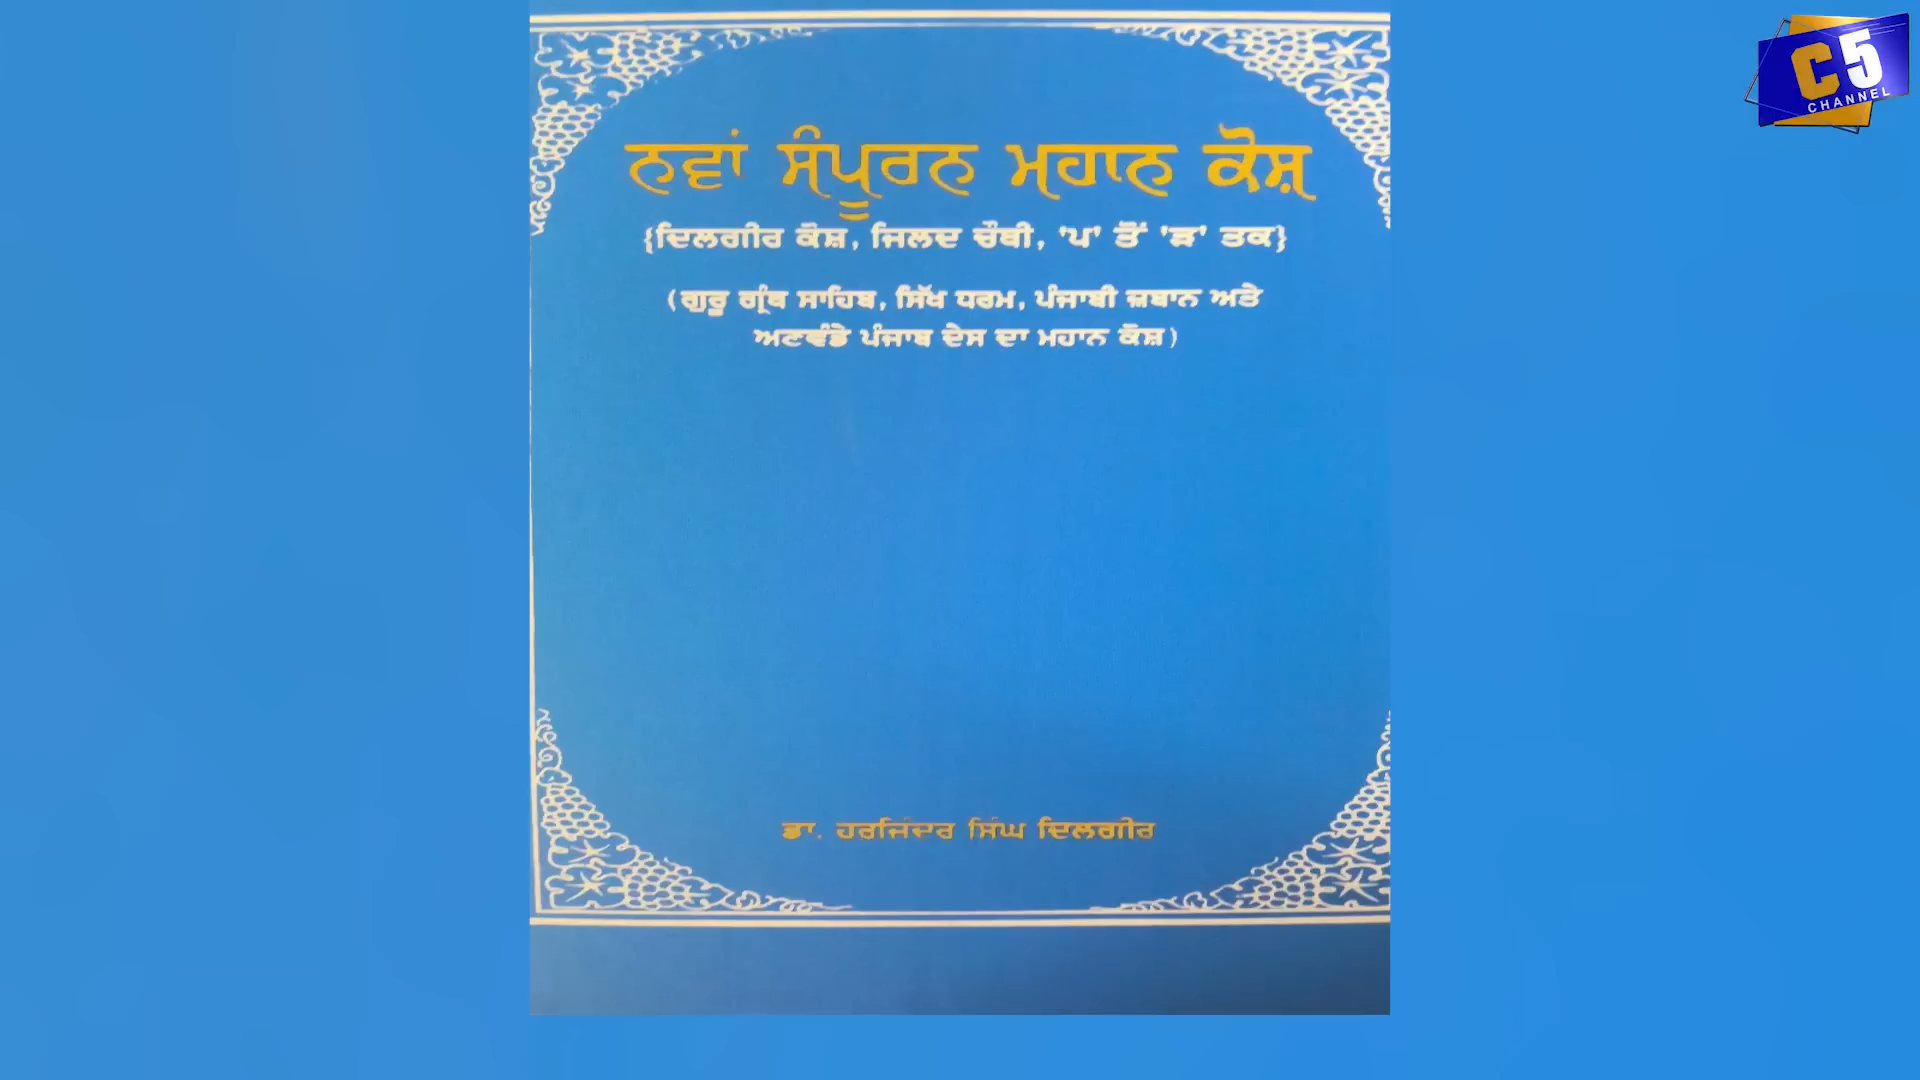 C5
CHANNEL
ਨਵਾਂ ਸੰਪੂਰਨ ਮਹਾਨ ਕੋਸ਼
{ਦਿਲਗੀਰ ਕੋਸ਼, ਜਿਲਦ ਚੌਥੀ, 'ਪ' ਤੋਂ 'ੜ' ਤਕ}
(ਗੁਰੂ ਗ੍ਰੰਥ ਸਾਹਿਬ, ਸਿੱਖ ਧਰਮ, ਪੰਜਾਬੀ ਜ਼ਬਾਨ ਅਤੇ
ਅਣਵੰਡੇ ਪੰਜਾਬ ਦੇਸ ਦਾ ਮਹਾਨ ਕੋਸ਼)
ਡਾ. ਹਰਜਿੰਦਰ ਸਿੰਘ ਦਿਲਗੀਰ